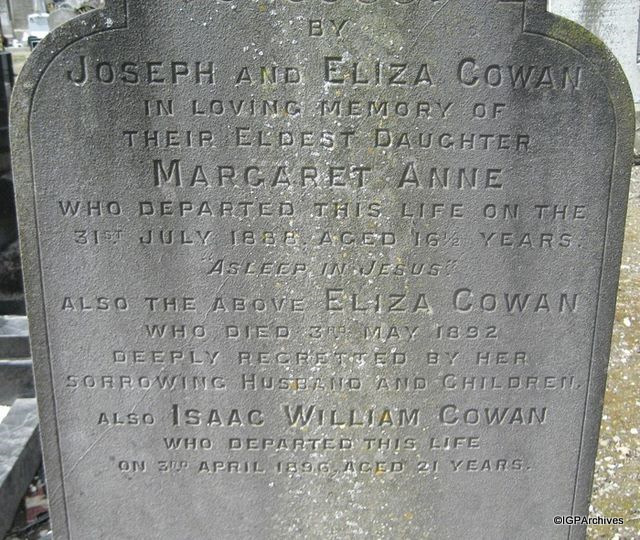 BY
JOSEPH AND ELIZA COWAN
IN LOVING MEMORY OF
THEIR ELDEST DAUGHTER
MARGARET ANNE
WHO DEPARTED THIS LIFE ON THE
31ST JULY 1888, AGED 16½ YEARS.
"ASLEEP IN JESUS".
ALSO THE ABOVE ELIZA COWAN
WHO DIED 3RD MAY 1892
DEEPLY REGRETTED BY HER
SORROWING HUSBAND AND CHILDREN.
ALSO ISAAC WILLIAM COWAN
WHO DEPARTED THIS LIFE
ON 3RD APRIL 1896, AGED 21 YEARS.
©IGPArchives